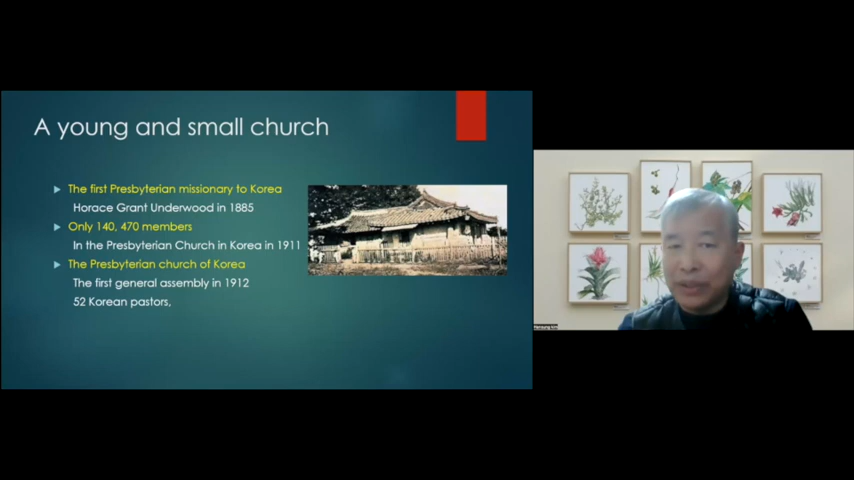 A young and small church
The first Presbyterian missionary to Korea
Horace Grant Underwood in 1885
Only 140, 470 members
In the Presbyterian Church in Korea in 1911
The Presbyterian church of Korea
The first general assembly in 1912
52 Korean pastors,